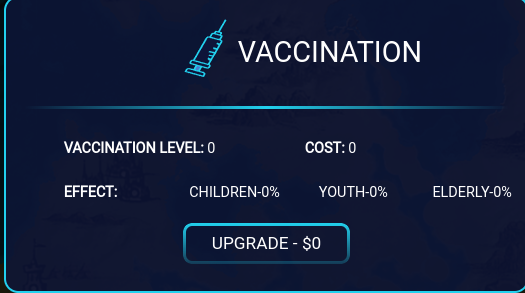 VACCINATION
VACCINATION LEVEL: 0 COST: 0
EFFECT: CHILDREN-0% YOUTH-0% ELDERLY-0%
UPGRADE - $0